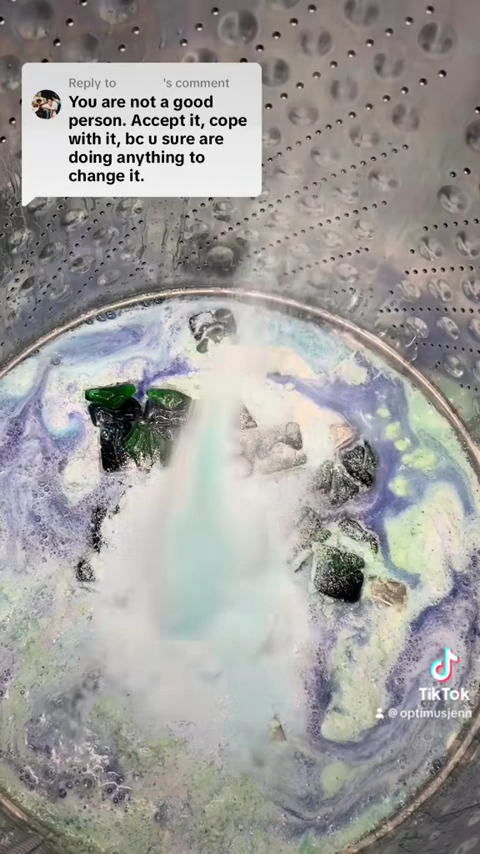 Reply to 's comment
You are not a good
person. Accept it, cope
with it, bc u sure are
doing anything to
change it.
TikTok
@optimusjenn